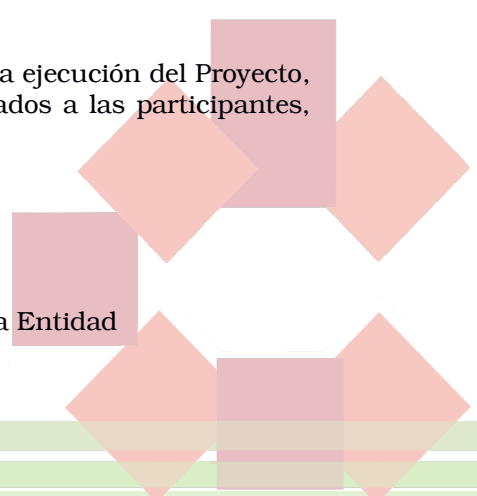 a ejecución del Proyecto,
ados a las participantes,
a Entidad